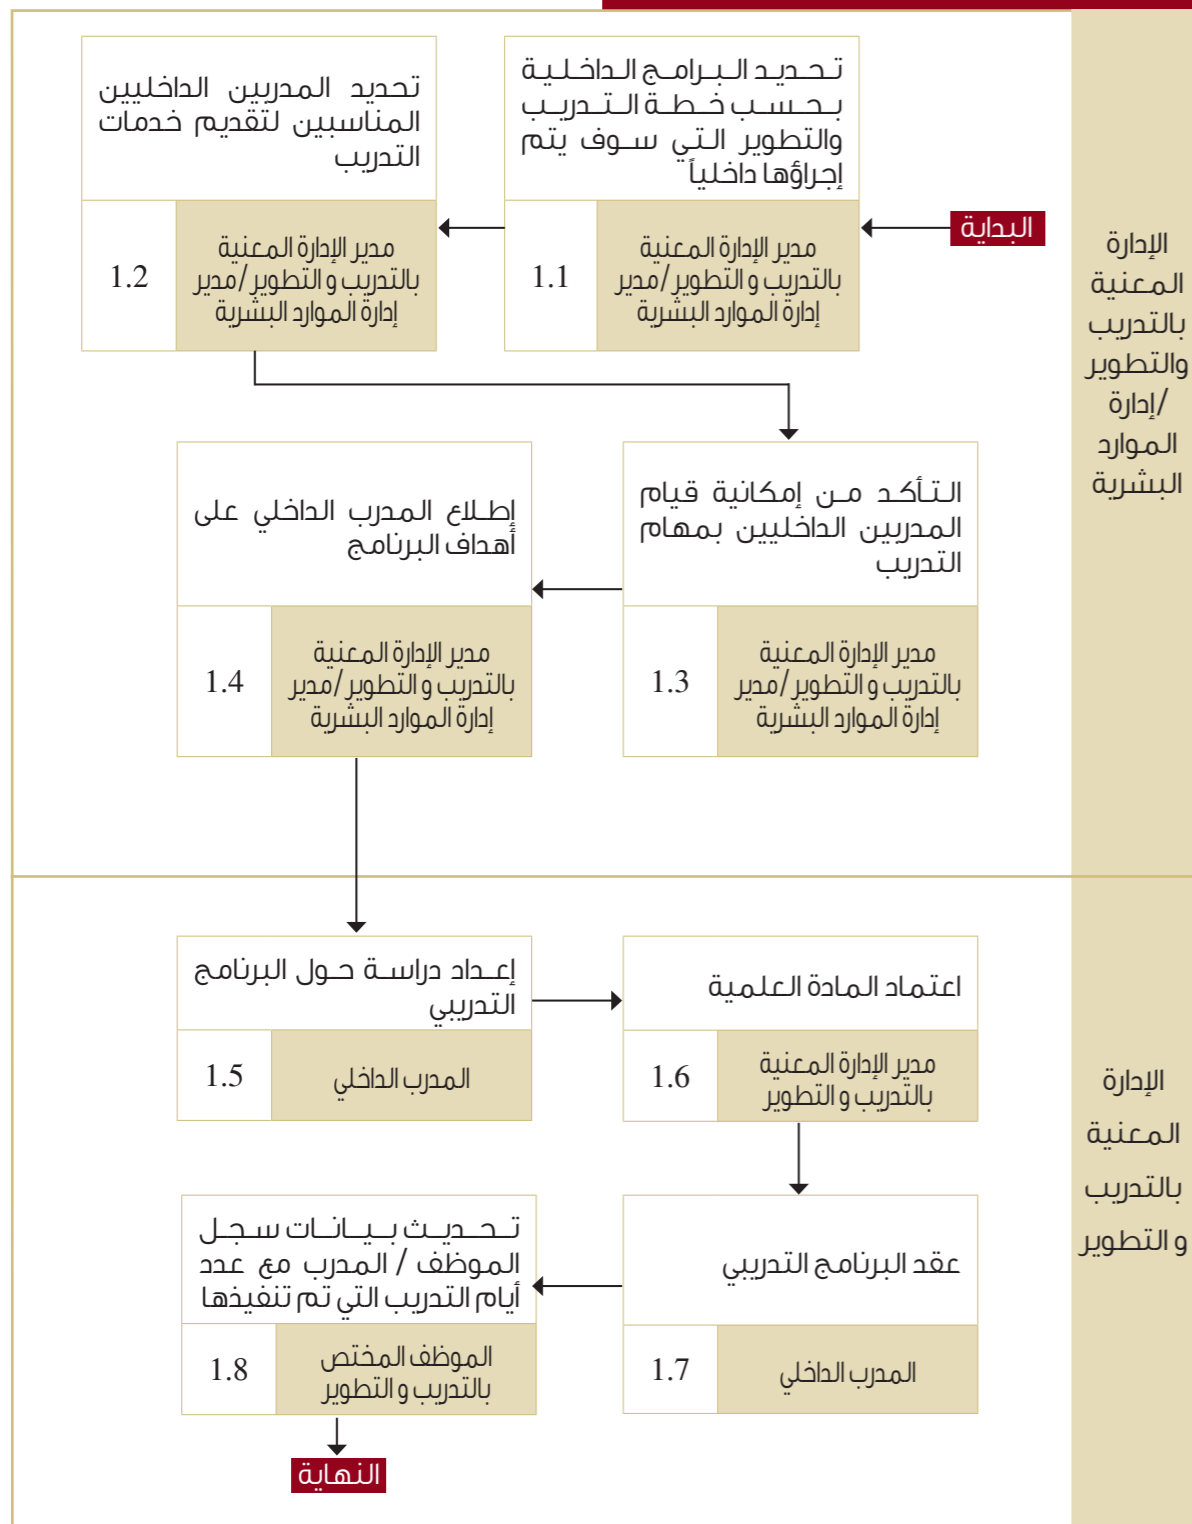 تحديد البرامج الداخلية
بحسب خطة التدريب
والتطوير التي سوف يتم
إجراؤها داخلياً
مدير الإدارة المعنية
بالتدريب و التطوير/مدير
إدارة الموارد البشرية
1.1
البداية
تحديد المدربين الداخليين
المناسبين لتقديم خدمات
التدريب
مدير الإدارة المعنية
بالتدريب و التطوير/مدير
إدارة الموارد البشرية
1.2
الإدارة
المعنية
بالتدريب
والتطوير
/إدارة
الموارد
البشرية
التأكد من إمكانية قيام
المدربين الداخليين بمهام
التدريب
مدير الإدارة المعنية
بالتدريب و التطوير/مدير
إدارة الموارد البشرية
1.3
إطلاع المدرب الداخلي على
أهداف البرنامج
مدير الإدارة المعنية
بالتدريب و التطوير/مدير
إدارة الموارد البشرية
1.4
إعداد دراسة حول البرنامج
التدريبي
المدرب الداخلي
1.5
اعتماد المادة العلمية
مدير الإدارة المعنية
بالتدريب و التطوير
1.6
الإدارة
المعنية
بالتدريب
و التطوير
عقد البرنامج التدريبي
المدرب الداخلي
1.7
تحديث بيانات سجل
الموظف / المدرب مع عدد
أيام التدريب التي تم تنفيذها
الموظف المختص
بالتدريب و التطوير
1.8
النهاية